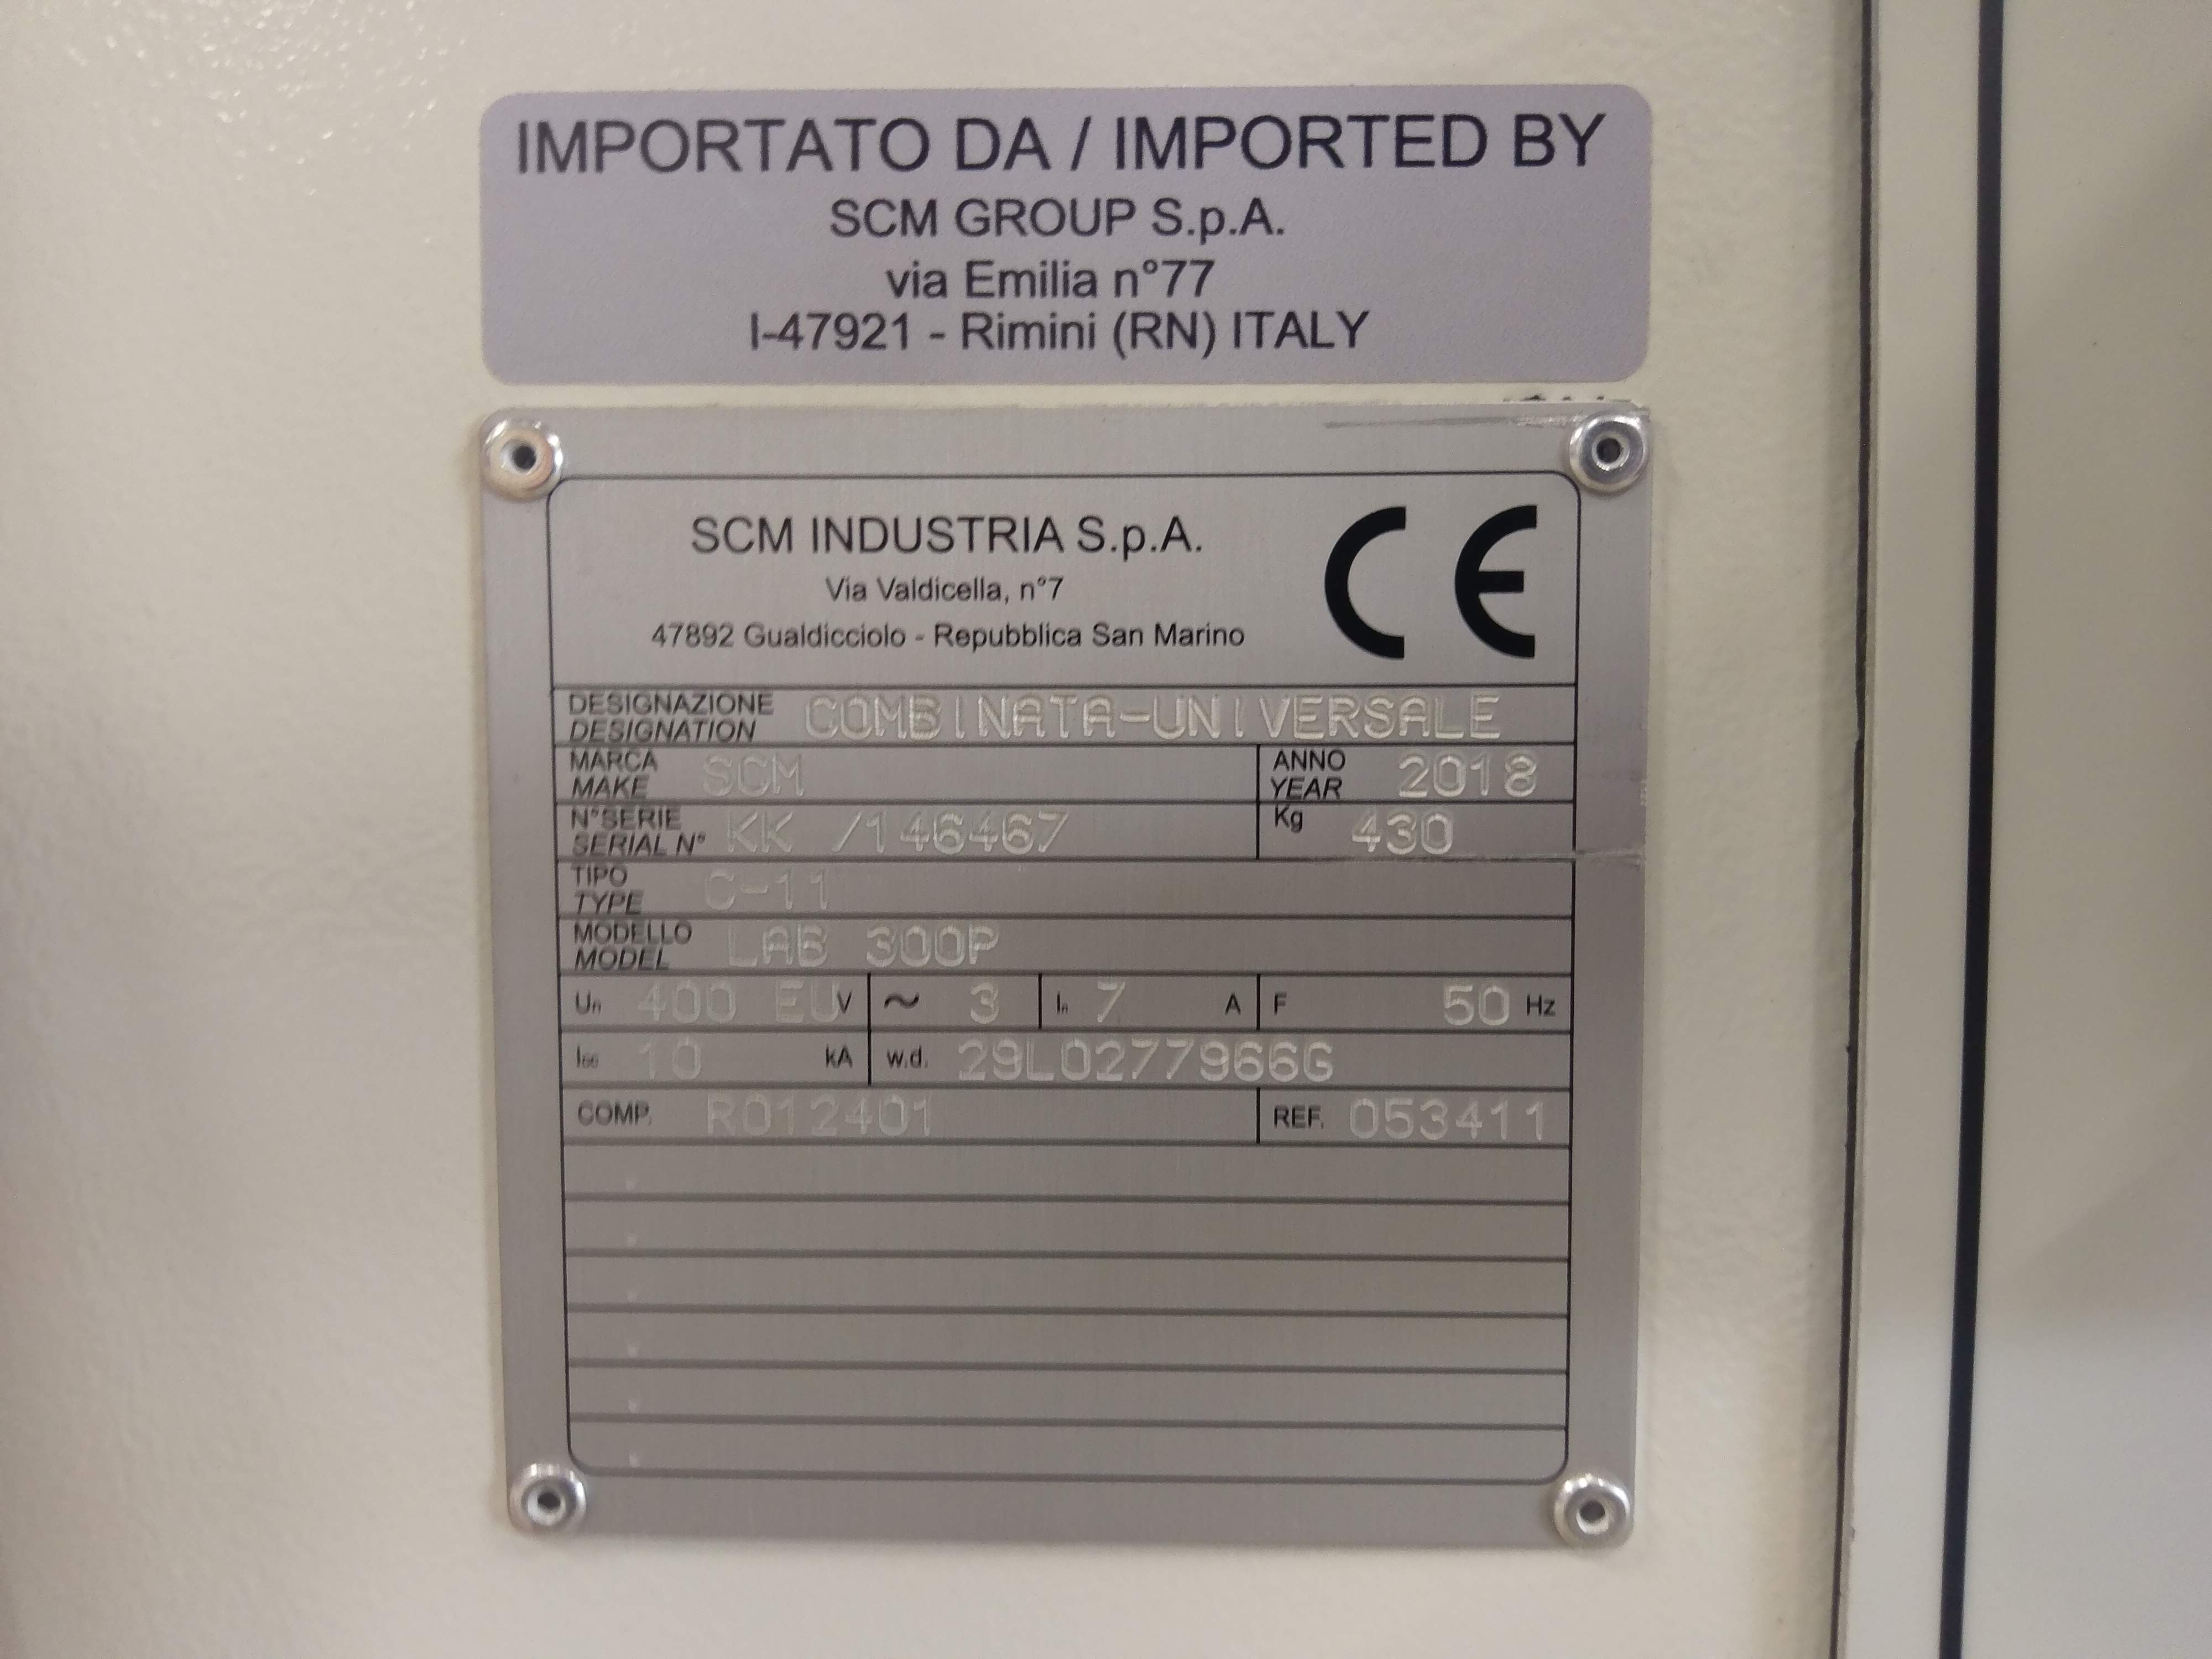 IMPORTATO DA / IMPORTED BY
SCM GROUP S.p.A.
via Emilia n°77
I-47921 - Rimini (RN) ITALY
SCM INDUSTRIA S.p.A.
Via Valdicella, n°7
47892 Gualdicciolo - Repubblica San Marino
CE
DESIGNAZIONE
DESIGNATION COMBINATA-UNIVERSALE
MARCA
MAKE SCM
ANNO
YEAR 2018
N°SERIE
SERIAL N° KK /146467
Kg 430
TIPO
TYPE C-11
MODELLO
MODEL LAB 300P
Un 400 EU V ~ 3 In 7 A F 50 Hz
Icc 10 kA w.d. 29L0277966G
COMP. R012401 REF. 053411